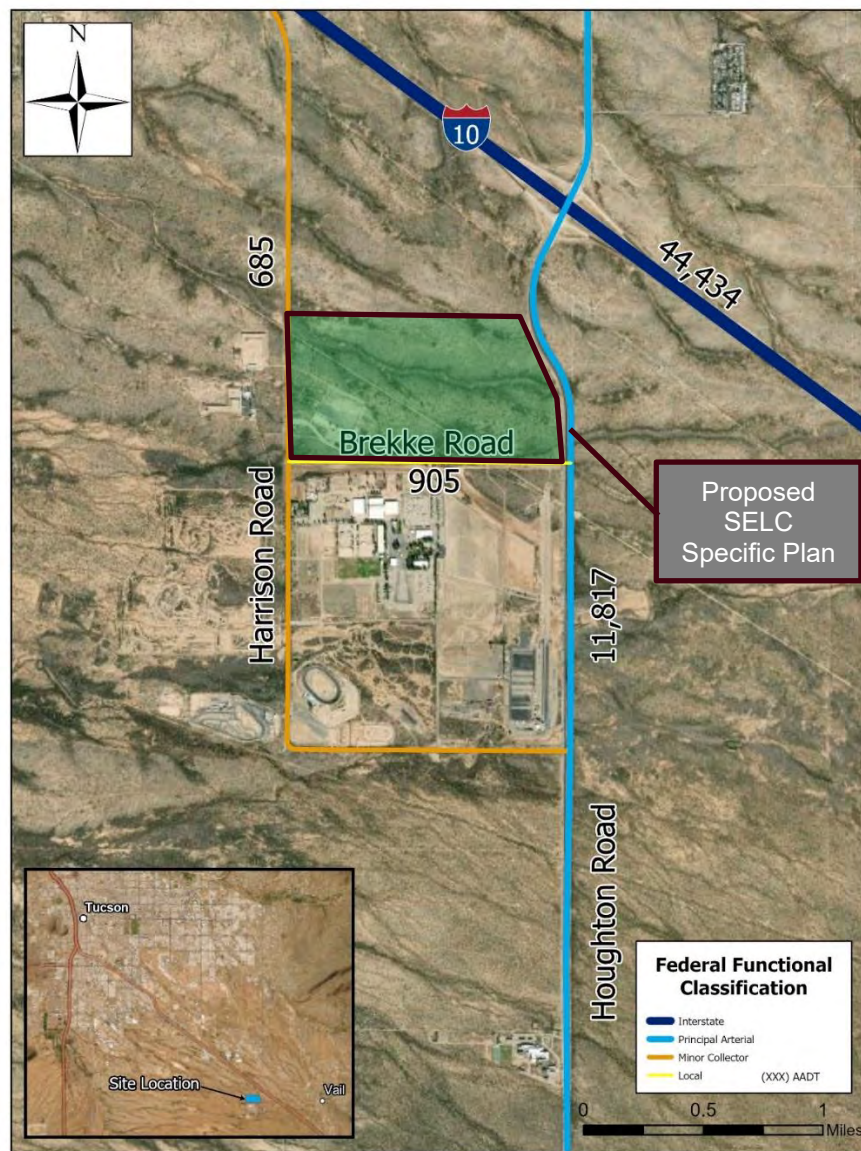 N
10
685
44,434
Brekke Road
905
Proposed
SELC
Specific Plan
Harrison Road
11,817
Houghton Road
Tucson
Site Location
Vail
Federal Functional
Classification
Interstate
Principal Arterial
Minor Collector
Local (XXX) AADT
0 0.5 1
Miles